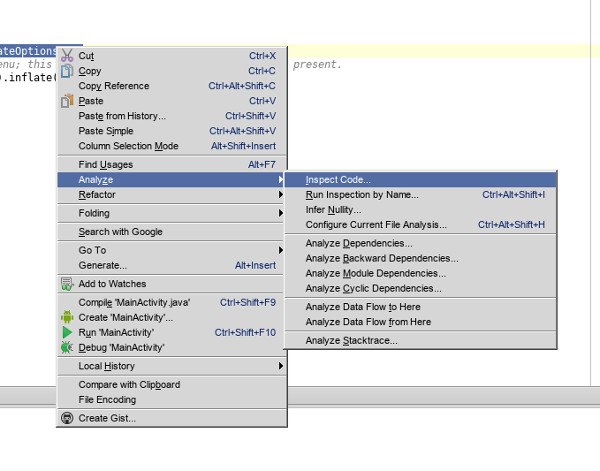 ateOptions
Cut Ctrl+X
enu; this present.
Copy Ctrl+C
).inflate(
Copy Reference Ctrl+Alt+Shift+C
Paste Ctrl+V
Paste from History... Ctrl+Shift+V
Paste Simple Ctrl+Alt+Shift+V
Column Selection Mode Alt+Shift+Insert
Find Usages Alt+F7
Analyze
Refactor
Folding
Search with Google
Go To
Generate... Alt+Insert
Add to Watches
Compile 'MainActivity.java' Ctrl+Shift+F9
Create 'MainActivity'...
Run 'MainActivity' Ctrl+Shift+F10
Debug 'MainActivity'
Local History
Compare with Clipboard
File Encoding
Create Gist...
Inspect Code...
Run Inspection by Name... Ctrl+Alt+Shift+I
Infer Nullity...
Configure Current File Analysis... Ctrl+Alt+Shift+H
Analyze Dependencies...
Analyze Backward Dependencies...
Analyze Module Dependencies...
Analyze Cyclic Dependencies...
Analyze Data Flow to Here
Analyze Data Flow from Here
Analyze Stacktrace...